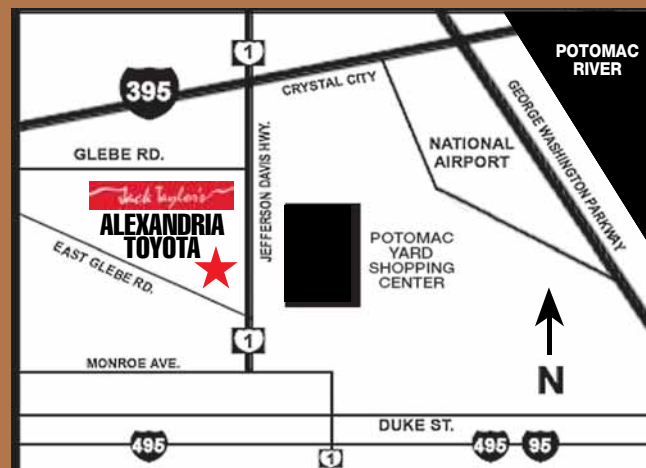 1
POTOMAC
RIVER
395
CRYSTAL CITY
GEORGE WASHINGTON PARKWAY
GLEBE RD.
JEFFERSON DAVIS HWY.
NATIONAL
AIRPORT
Jack Taylor's
ALEXANDRIA
TOYOTA
EAST GLEBE RD.
POTOMAC
YARD
SHOPPING
CENTER
1
MONROE AVE.
N
DUKE ST.
495
1
495
95